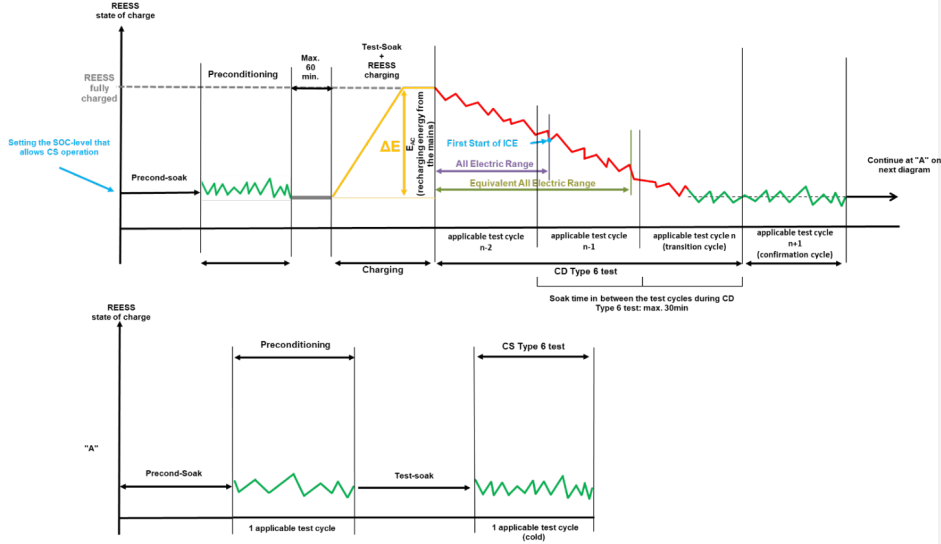 REESS
state of charge
REESS
fully
charged
Setting the SOC-level that
allows CS operation
Precond-soak
Preconditioning
Max.
60
min.
Test-Soak
+
REESS
charging
ΔE
EAC
(recharging energy from
the mains)
First Start of ICE
All Electric Range
Equivalent All Electric Range
Continue at "A" on
next diagram
applicable test cycle
n-2
applicable test cycle
n-1
applicable test cycle n
(transition cycle)
applicable test cycle
n+1
(confirmation cycle)
Charging
CD Type 6 test
Soak time in between the test cycles during CD
Type 6 test: max. 30min
REESS
state of charge
"A"
Precond-Soak
Preconditioning
Test-soak
CS Type 6 test
1 applicable test cycle
1 applicable test cycle
(cold)